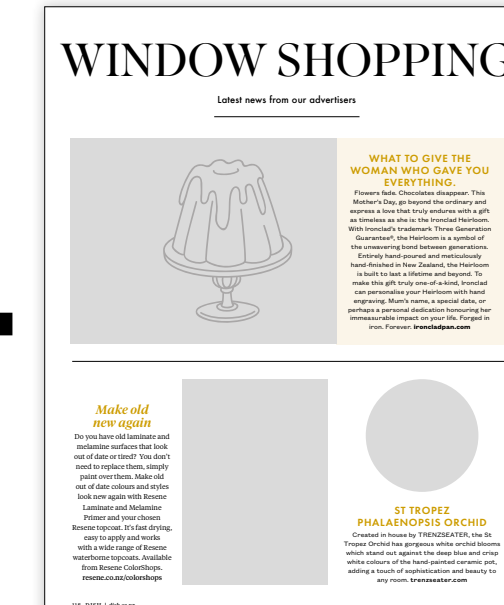 WINDOW SHOPPING
Latest news from our advertisers
WHAT TO GIVE THE
WOMAN WHO GAVE YOU
EVERYTHING.
Flowers fade. Chocolates disappear. This
Mother's Day, go beyond the ordinary and
express a love that truly endures with a gift
as timeless as she is: the Ironclad Heirloom.
With Ironclad's trademark Three Generation
Guarantee®, the Heirloom is a symbol of
the unwavering bond between generations.
Entirely hand-poured and meticulously
hand-finished in New Zealand, the Heirloom
is built to last a lifetime and beyond. To
make this gift truly one-of-a-kind, Ironclad
can personalise your Heirloom with hand
engraving. Mum's name, a special date, or
perhaps a personal dedication honouring her
immeasurable impact on your life. Forged in
iron. Forever. ironcladpan.com
Make old
new again
Do you have old laminate and
melamine surfaces that look
out of date or tired? You don't
need to replace them, simply
paint over them. Make old
out of date colours and styles
look new again with Resene
Laminate and Melamine
Primer and your chosen
Resene topcoat. It's fast drying,
easy to apply and works
with a wide range of Resene
waterborne topcoats. Available
from Resene ColorShops.
resene.co.nz/colorshops
ST TROPEZ
PHALAENOPSIS ORCHID
Created in house by TRENZSEATER, the St
Tropez Orchid has gorgeous white orchid blooms
which stand out against the deep blue and crisp
white colours of the hand-painted ceramic pot,
adding a touch of sophistication and beauty to
any room. trenzseater.com